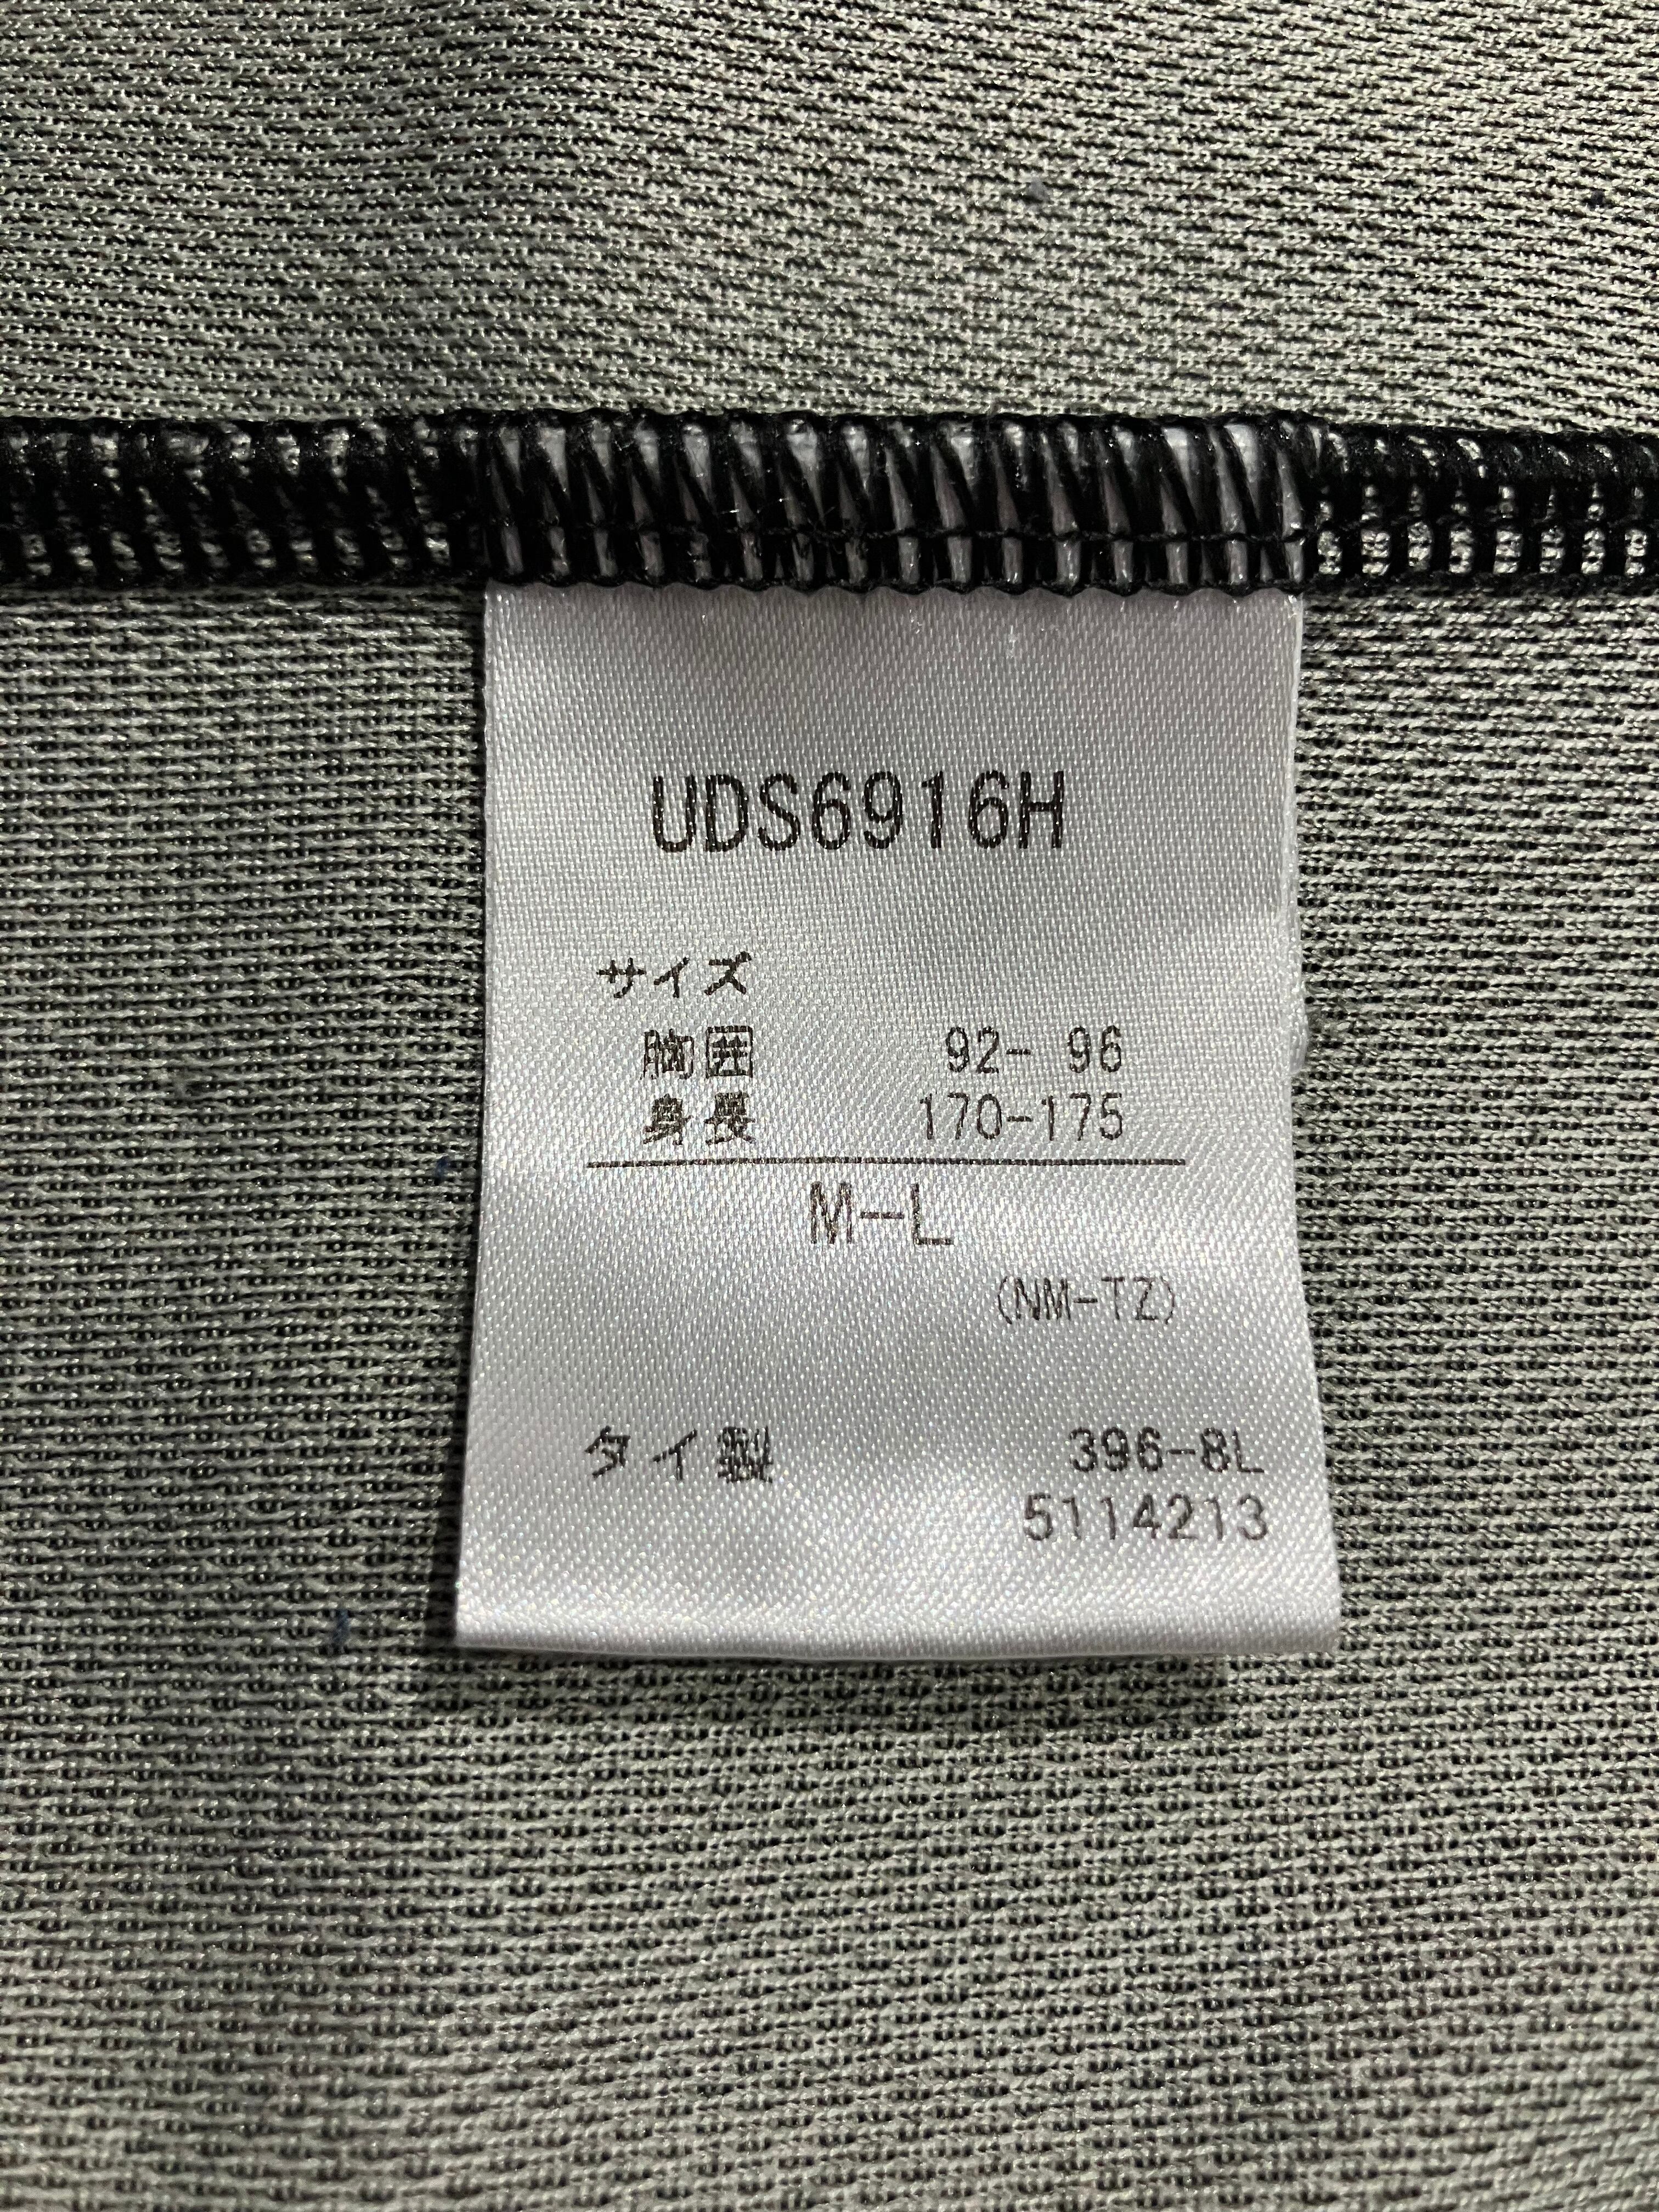 UDS6916H
サイズ
胸囲 92- 96
身長 170-175
M-L
(NM-TZ)
タイ製 396-8L
5114213